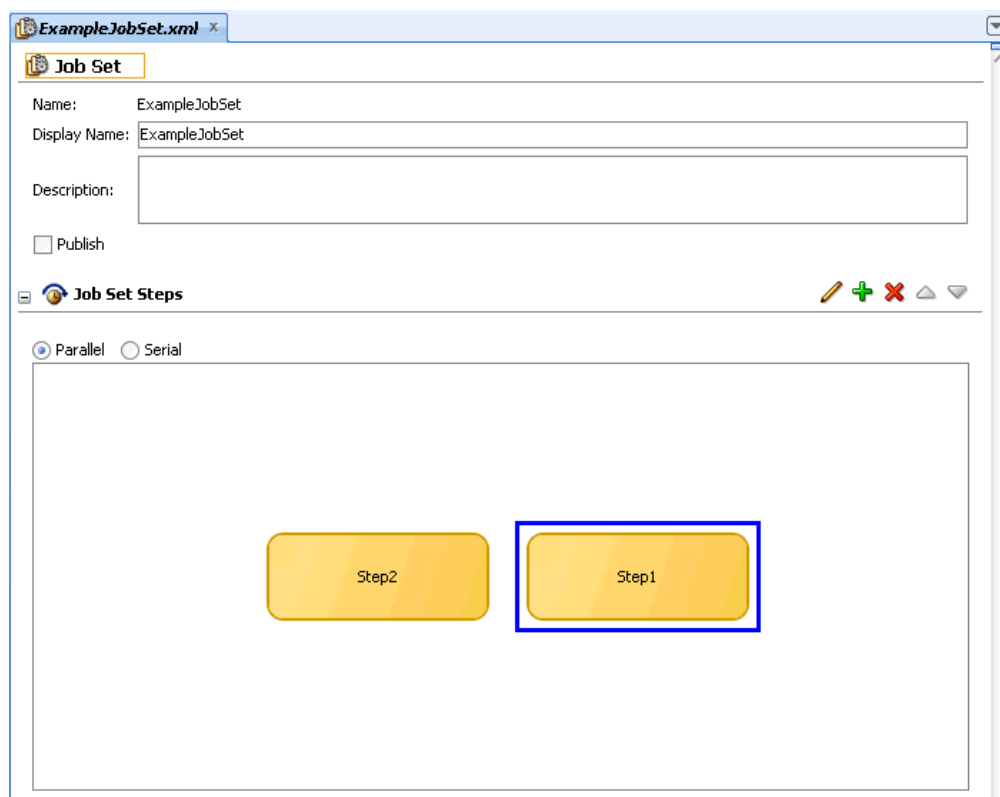 ExampleJobSet.xml
Job Set
Name: ExampleJobSet
Display Name: ExampleJobSet
Description:
Publish
Job Set Steps
Parallel Serial
Step2 Step1